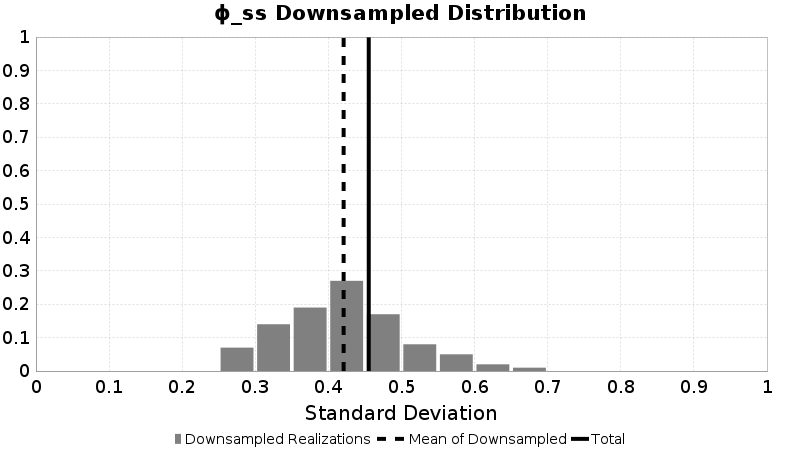 ϕ_ss Downsampled Distribution
1
0.9
0.8
0.7
0.6
0.5
0.4
0.3
0.2
0.1
0
0 0.1 0.2 0.3 0.4 0.5 0.6 0.7 0.8 0.9 1
Standard Deviation
Downsampled Realizations Mean of Downsampled Total